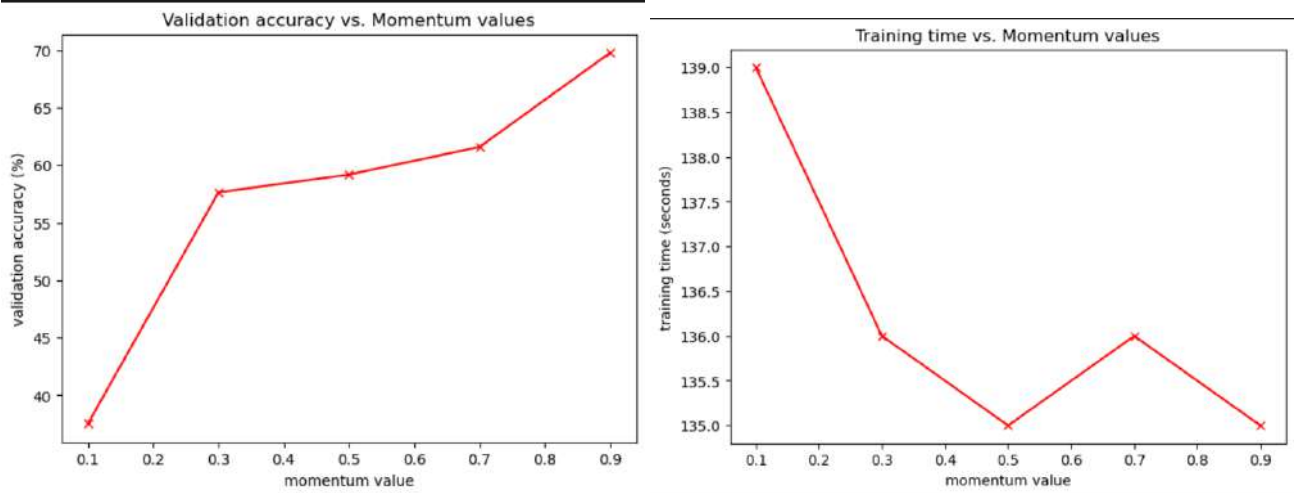 Validation accuracy vs. Momentum values
70
65
60
55
50
45
40
validation accuracy (%)
0.1 0.2 0.3 0.4 0.5 0.6 0.7 0.8 0.9
momentum value
Training time vs. Momentum values
139.0
138.5
138.0
137.5
137.0
136.5
136.0
135.5
135.0
training time (seconds)
0.1 0.2 0.3 0.4 0.5 0.6 0.7 0.8 0.9
momentum value